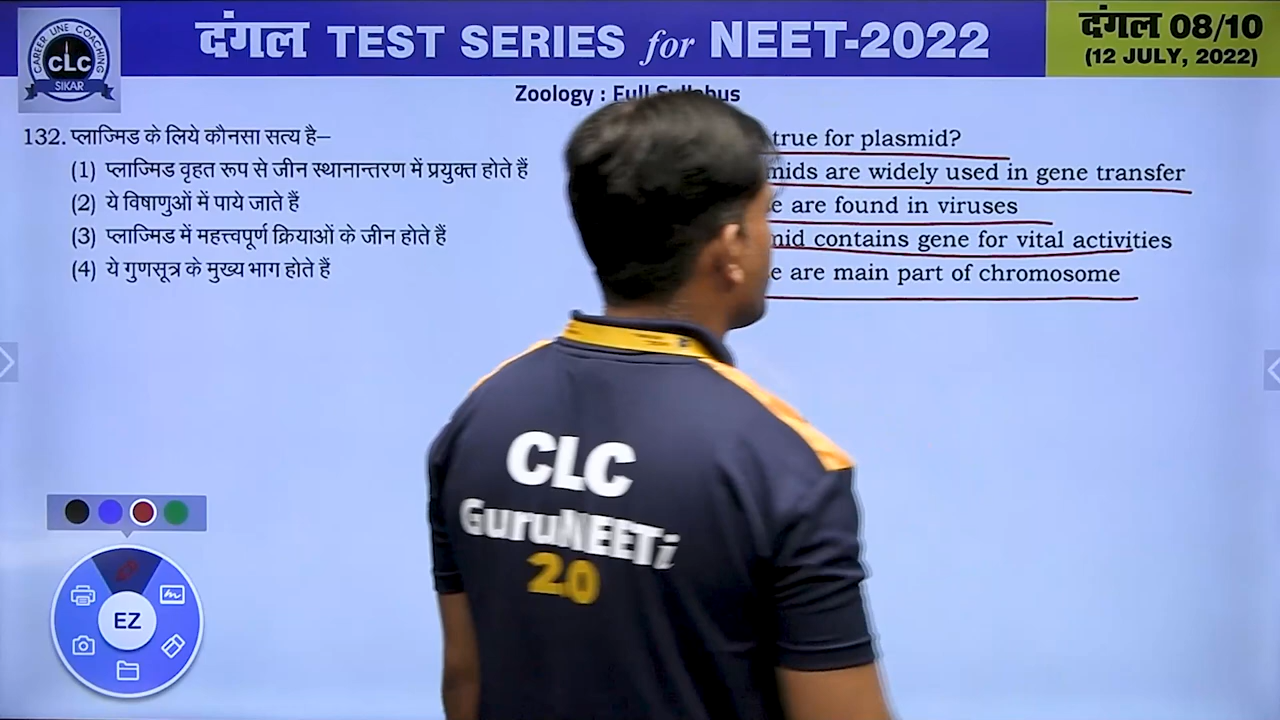 CAREER LINE COACHING
CLC
SIKAR
दंगल TEST SERIES for NEET-2022
दंगल 08/10
(12 JULY, 2022)
Zoology : Full Syllabus
132. प्लाज्मिड के लिये कौनसा सत्य है–
(1) प्लाज्मिड वृहत रूप से जीन स्थानान्तरण में प्रयुक्त होते हैं
(2) ये विषाणुओं में पाये जाते हैं
(3) प्लाज्मिड में महत्त्वपूर्ण क्रियाओं के जीन होते हैं
(4) ये गुणसूत्र के मुख्य भाग होते हैं
true for plasmid?
mids are widely used in gene transfer
e are found in viruses
mid contains gene for vital activities
e are main part of chromosome
CLC
GuruNEETi
2.0
EZ